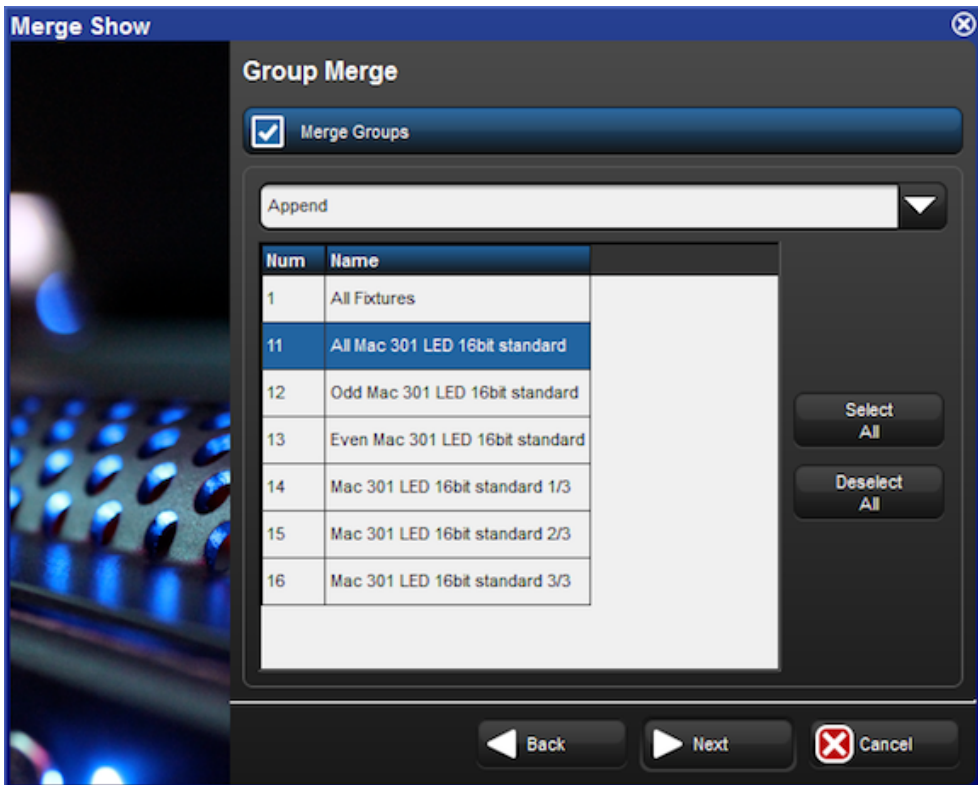 Merge Show
Group Merge
Merge Groups
Append
Num Name
1 All Fixtures
11 All Mac 301 LED 16bit standard
12 Odd Mac 301 LED 16bit standard
13 Even Mac 301 LED 16bit standard
14 Mac 301 LED 16bit standard 1/3
15 Mac 301 LED 16bit standard 2/3
16 Mac 301 LED 16bit standard 3/3
Select
All
Deselect
All
Back Next Cancel